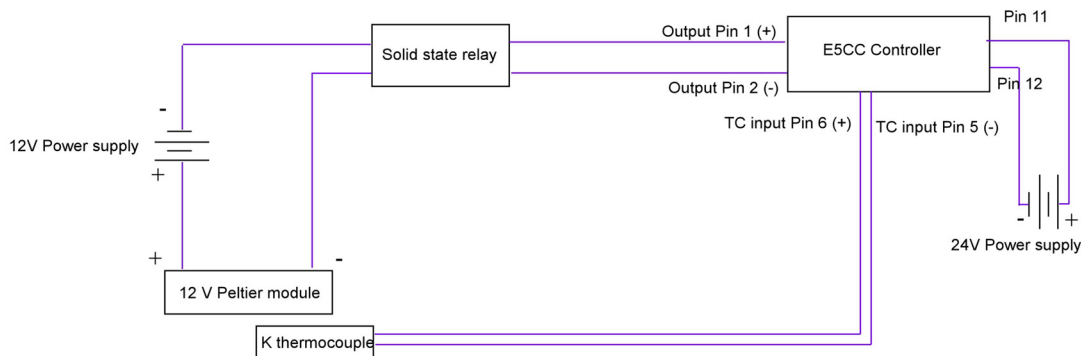 Pin 11
Output Pin 1 (+)
E5CC Controller
Solid state relay
Output Pin 2 (-)
Pin 12
-
TC input Pin 6 (+)
TC input Pin 5 (-)
12V Power supply
+
- +
24V Power supply
+ -
12 V Peltier module
K thermocouple